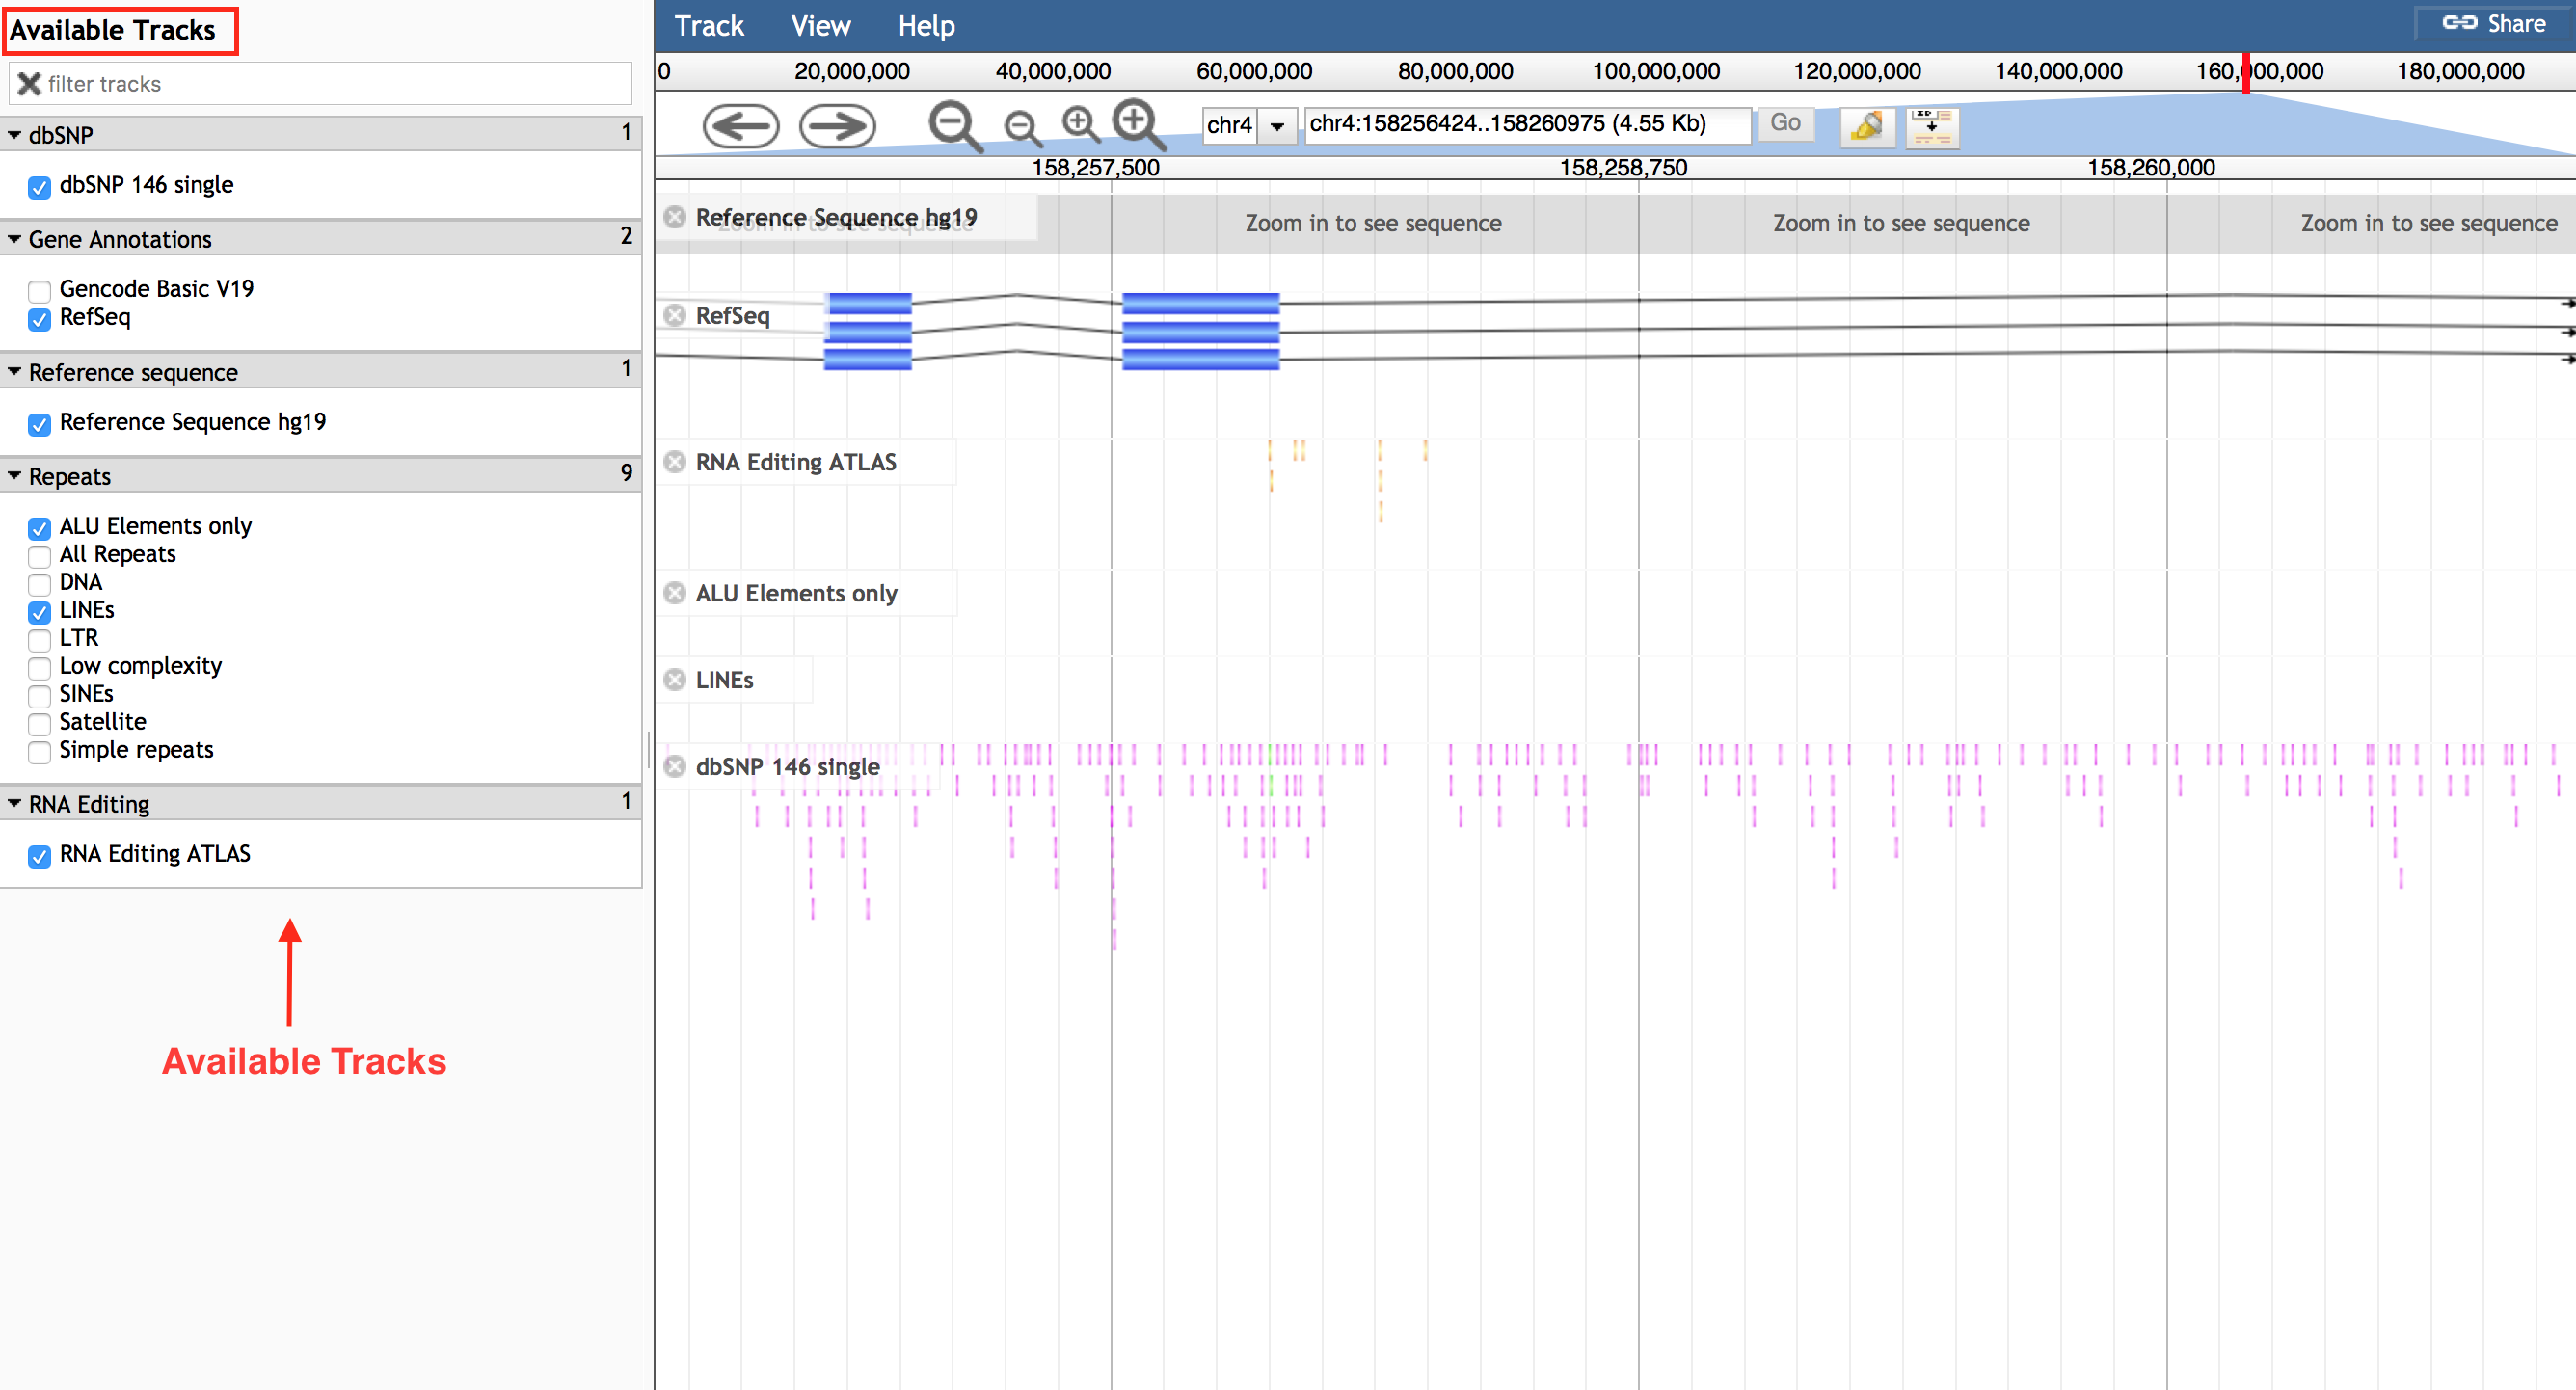 Available Tracks
filter tracks
dbSNP 1
dbSNP 146 single
Gene Annotations 2
Gencode Basic V19
RefSeq
Reference sequence 1
Reference Sequence hg19
Repeats 9
ALU Elements only
All Repeats
DNA
LINEs
LTR
Low complexity
SINEs
Satellite
Simple repeats
RNA Editing 1
RNA Editing ATLAS
Available Tracks
Track View Help Share
0 20,000,000 40,000,000 60,000,000 80,000,000 100,000,000 120,000,000 140,000,000 160,000,000 180,000,000
chr4 chr4:158256424..158260975 (4.55 Kb) Go
158,257,500 158,258,750 158,260,000
Reference Sequence hg19
Zoom in to see sequence Zoom in to see sequence Zoom in to see sequence Zoom in to see sequence
RefSeq
RNA Editing ATLAS
ALU Elements only
LINEs
dbSNP 146 single